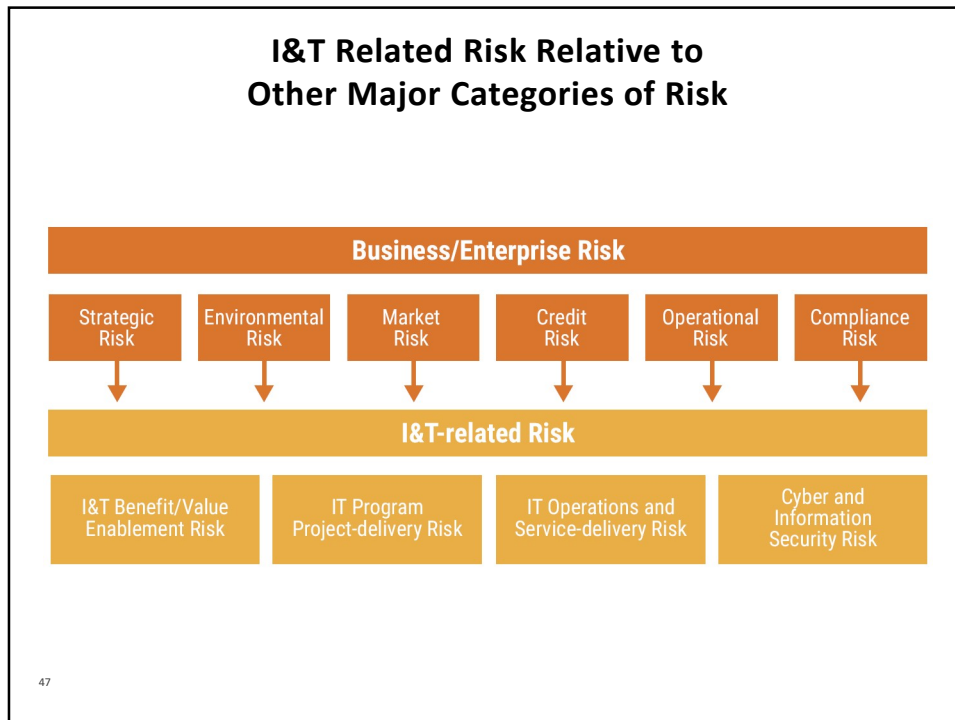 I&T Related Risk Relative to
Other Major Categories of Risk
Business/Enterprise Risk
Strategic
Risk
Environmental
Risk
Market
Risk
Credit
Risk
Operational
Risk
Compliance
Risk
I&T-related Risk
I&T Benefit/Value
Enablement Risk
IT Program
Project-delivery Risk
IT Operations and
Service-delivery Risk
Cyber and
Information
Security Risk
47